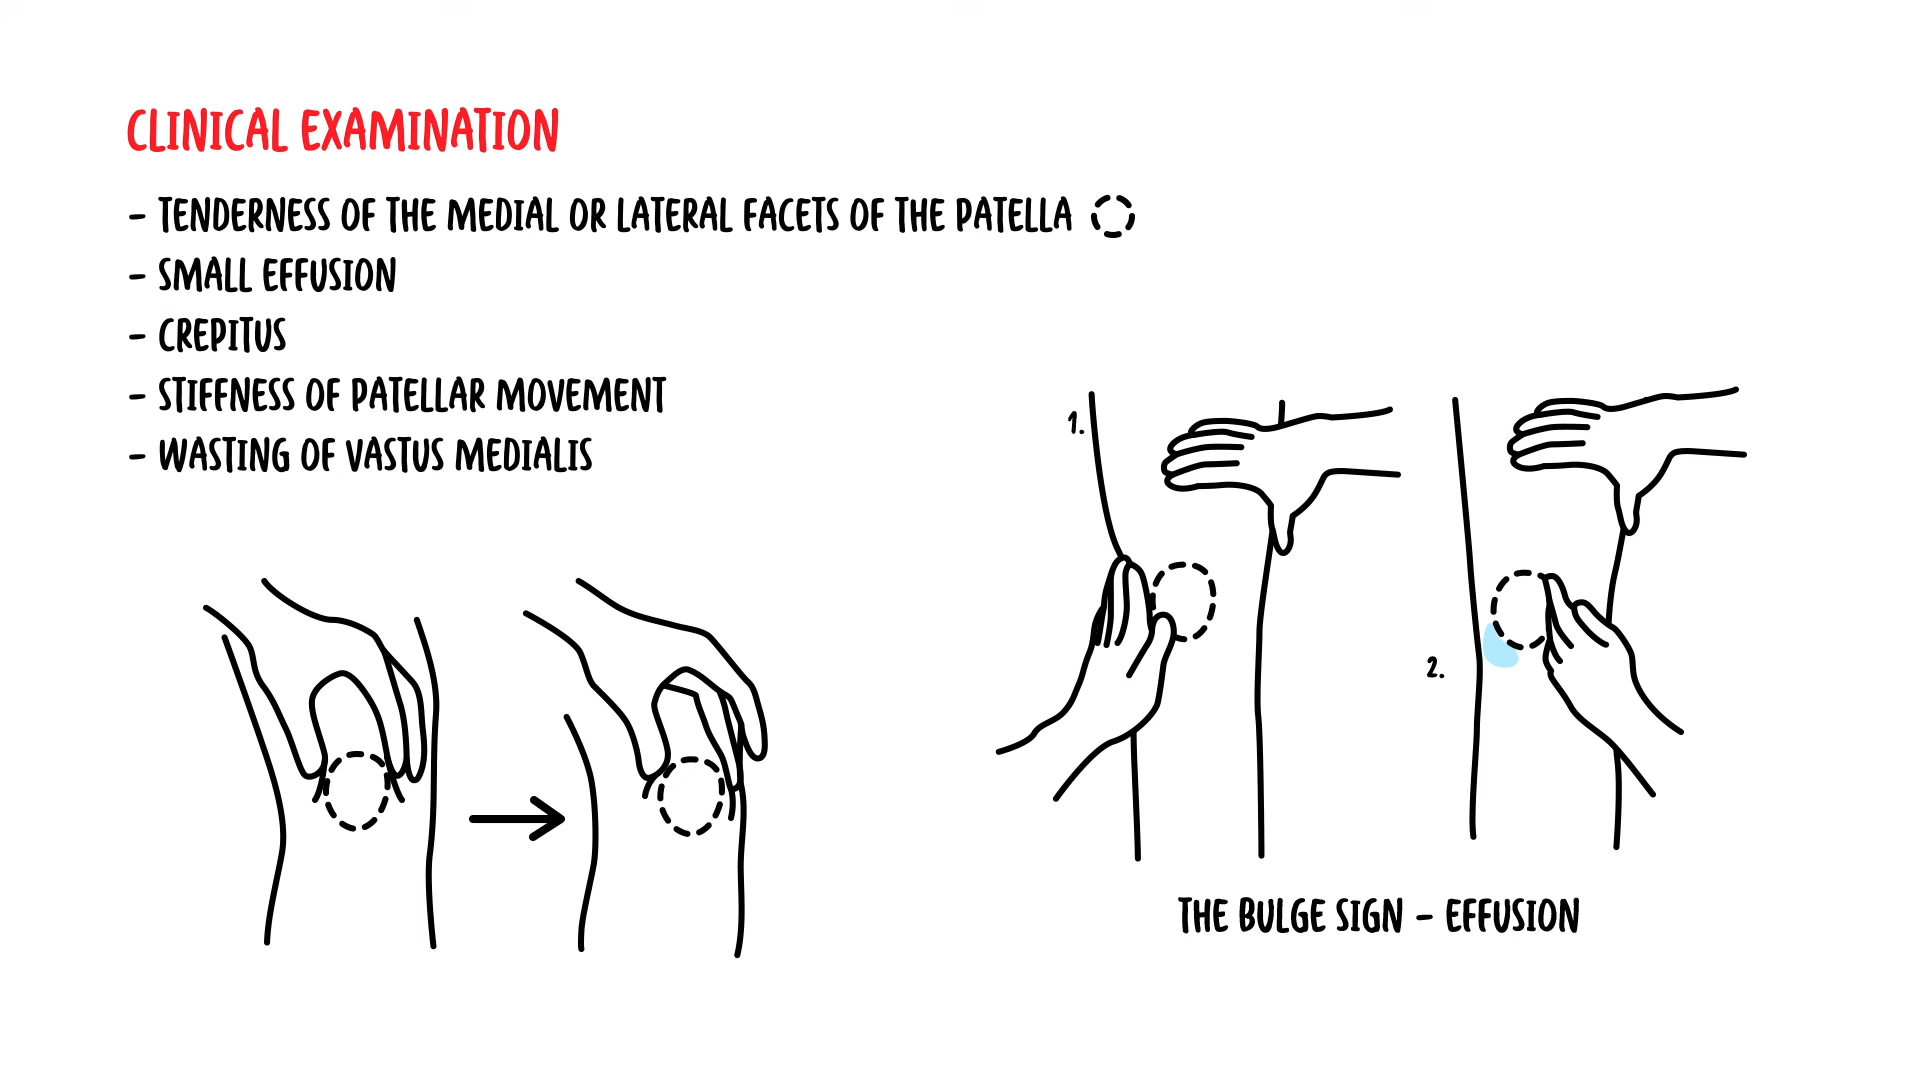 CLINICAL EXAMINATION
- TENDERNESS OF THE MEDIAL OR LATERAL FACETS OF THE PATELLA
- SMALL EFFUSION
- CREPITUS
- STIFFNESS OF PATELLAR MOVEMENT
- WASTING OF VASTUS MEDIALIS
1.
2.
THE BULGE SIGN - EFFUSION